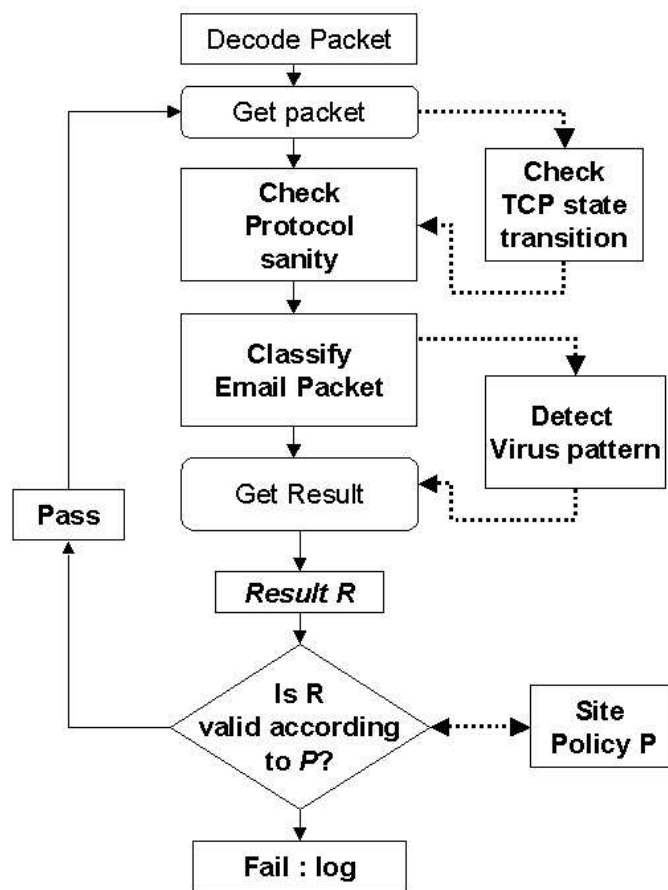 Decode Packet
Get packet
Check
TCP state
transition
Check
Protocol
sanity
Classify
Email Packet
Detect
Virus pattern
Get Result
Pass
Result R
Is R
valid according
to P?
Site
Policy P
Fail : log